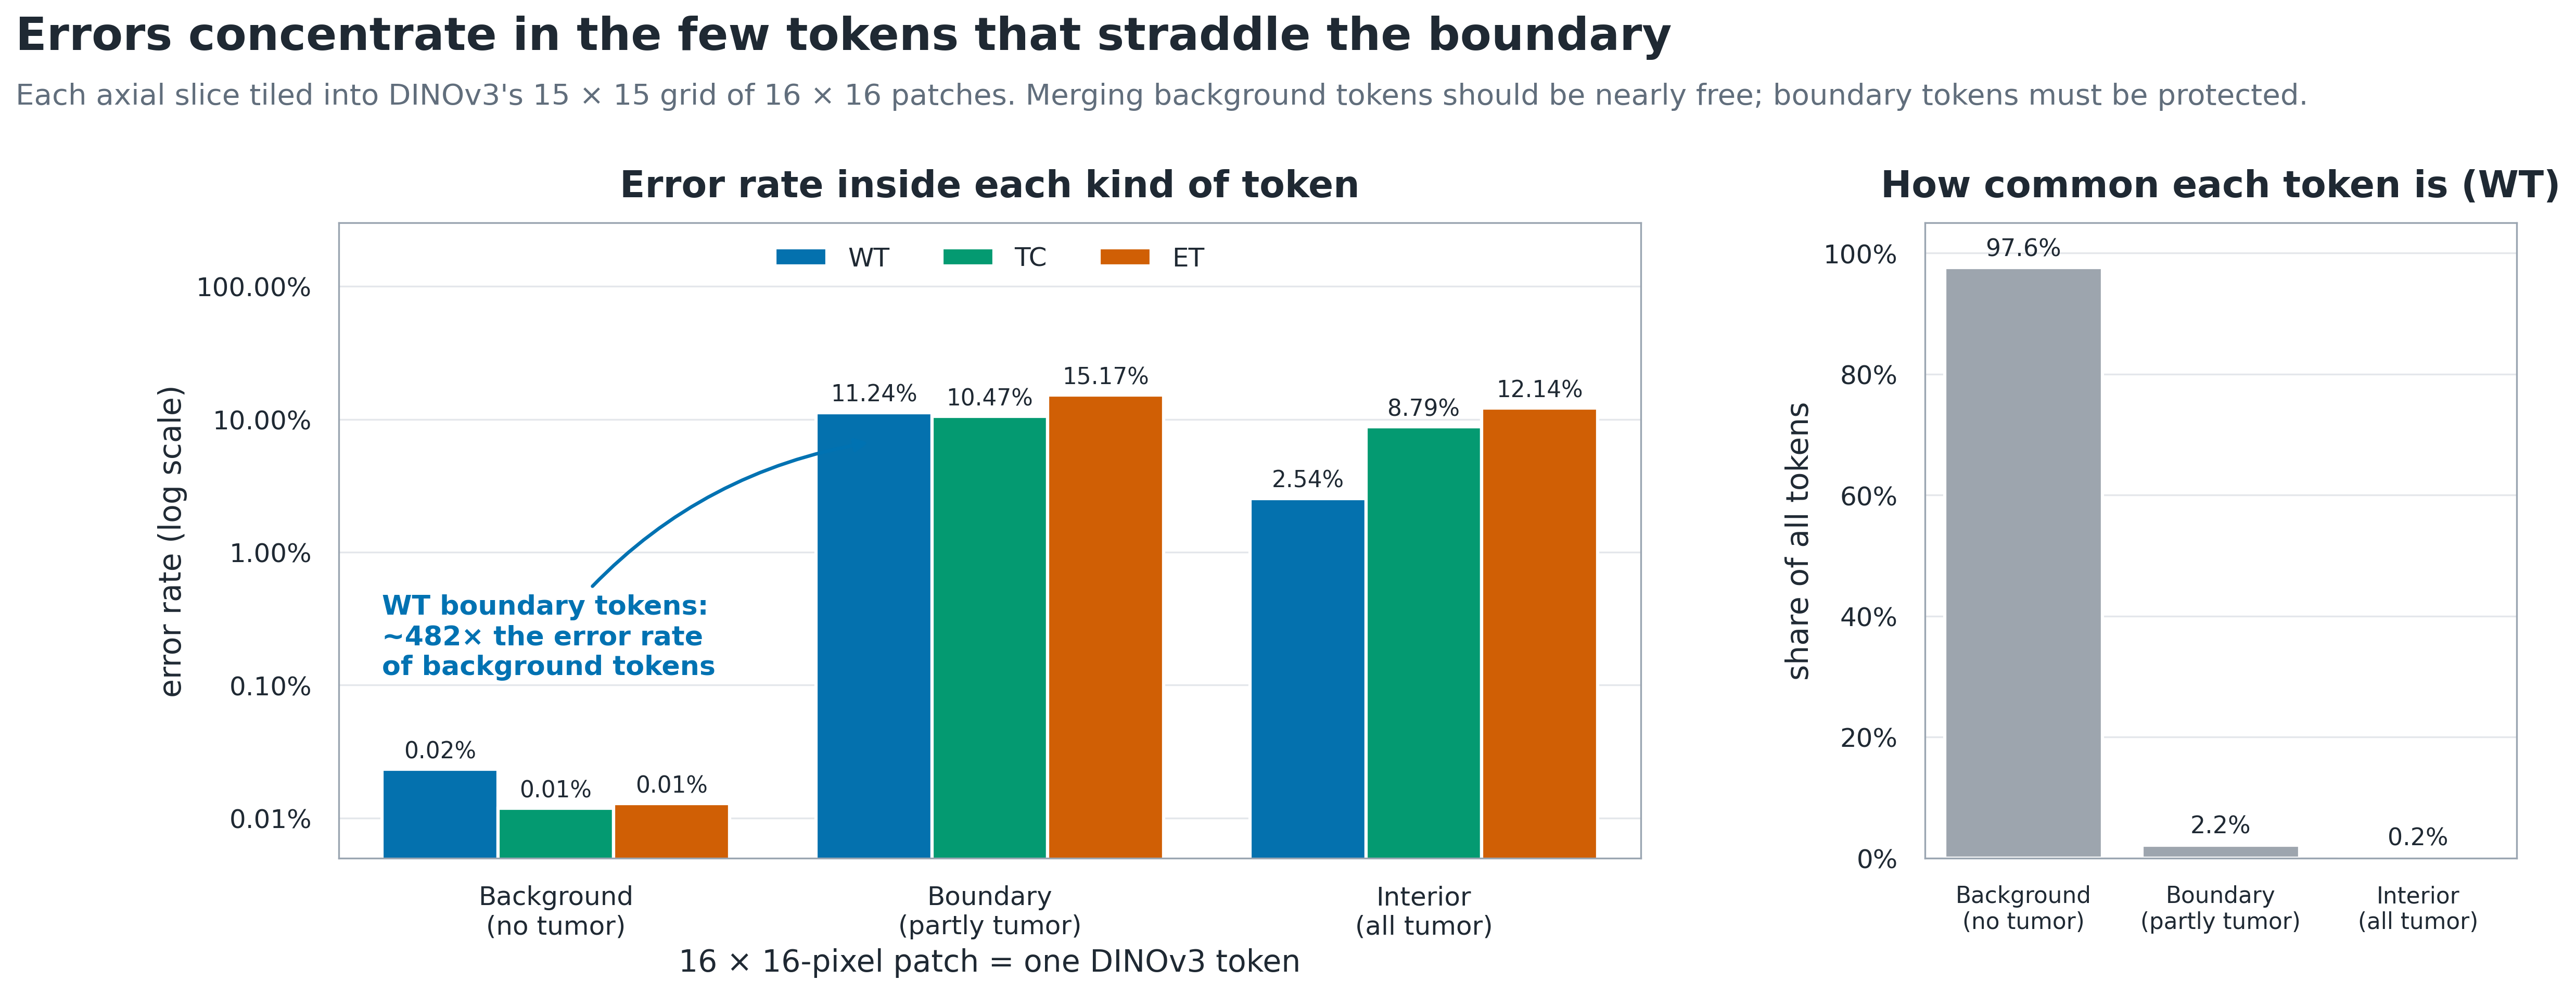 Errors concentrate in the few tokens that straddle the boundary
Each axial slice tiled into DINOv3's 15 × 15 grid of 16 × 16 patches. Merging background tokens should be nearly free; boundary tokens must be protected.
Error rate inside each kind of token
WT TC ET
error rate (log scale)
100.00%
10.00%
1.00%
0.10%
0.01%
WT boundary tokens:
~482× the error rate
of background tokens
0.02%
0.01%
0.01%
11.24%
10.47%
15.17%
2.54%
8.79%
12.14%
Background
(no tumor)
Boundary
(partly tumor)
Interior
(all tumor)
16 × 16-pixel patch = one DINOv3 token
How common each token is (WT)
share of all tokens
100%
80%
60%
40%
20%
0%
97.6%
2.2%
0.2%
Background
(no tumor)
Boundary
(partly tumor)
Interior
(all tumor)